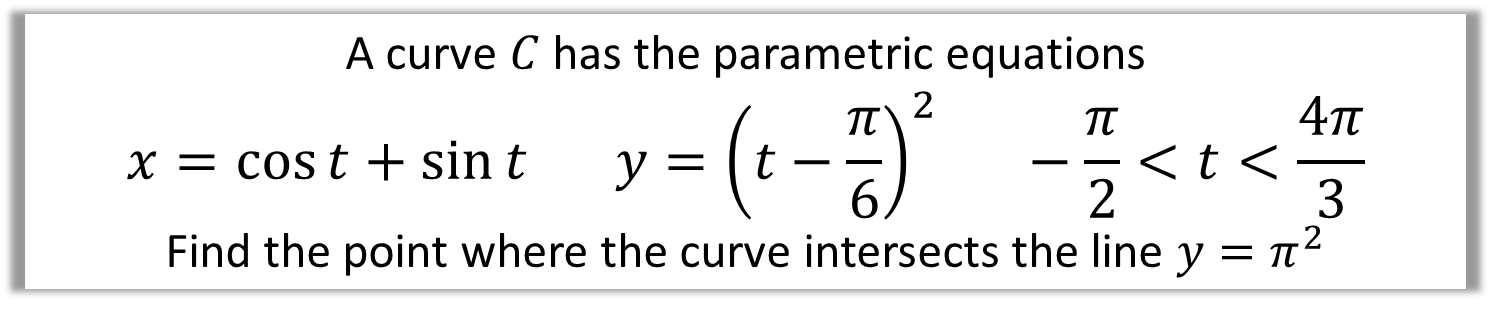 A curve C has the parametric equations
x = cos t + sin t  y = (t − π/6)²  −π/2 < t < 4π/3
Find the point where the curve intersects the line y = π²